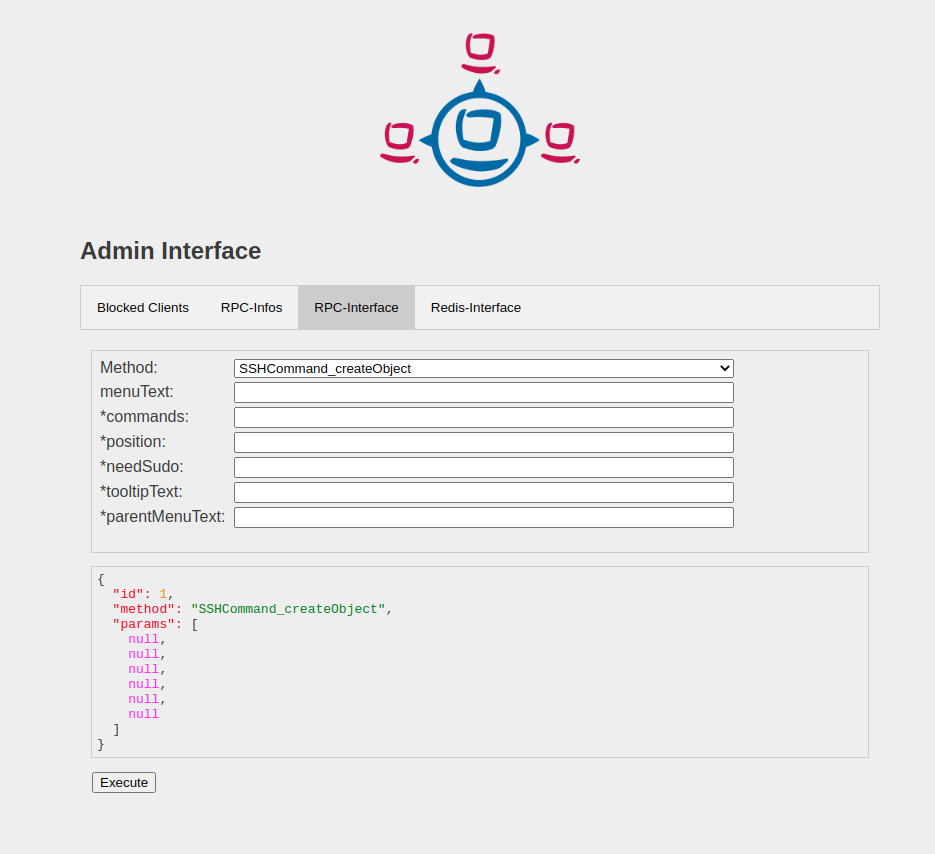 Admin Interface
Blocked Clients RPC-Infos RPC-Interface Redis-Interface
Method: SSHCommand_createObject
menuText:
*commands:
*position:
*needSudo:
*tooltipText:
*parentMenuText:
{
  "id": 1,
  "method": "SSHCommand_createObject",
  "params": [
    null,
    null,
    null,
    null,
    null,
    null
  ]
}
Execute